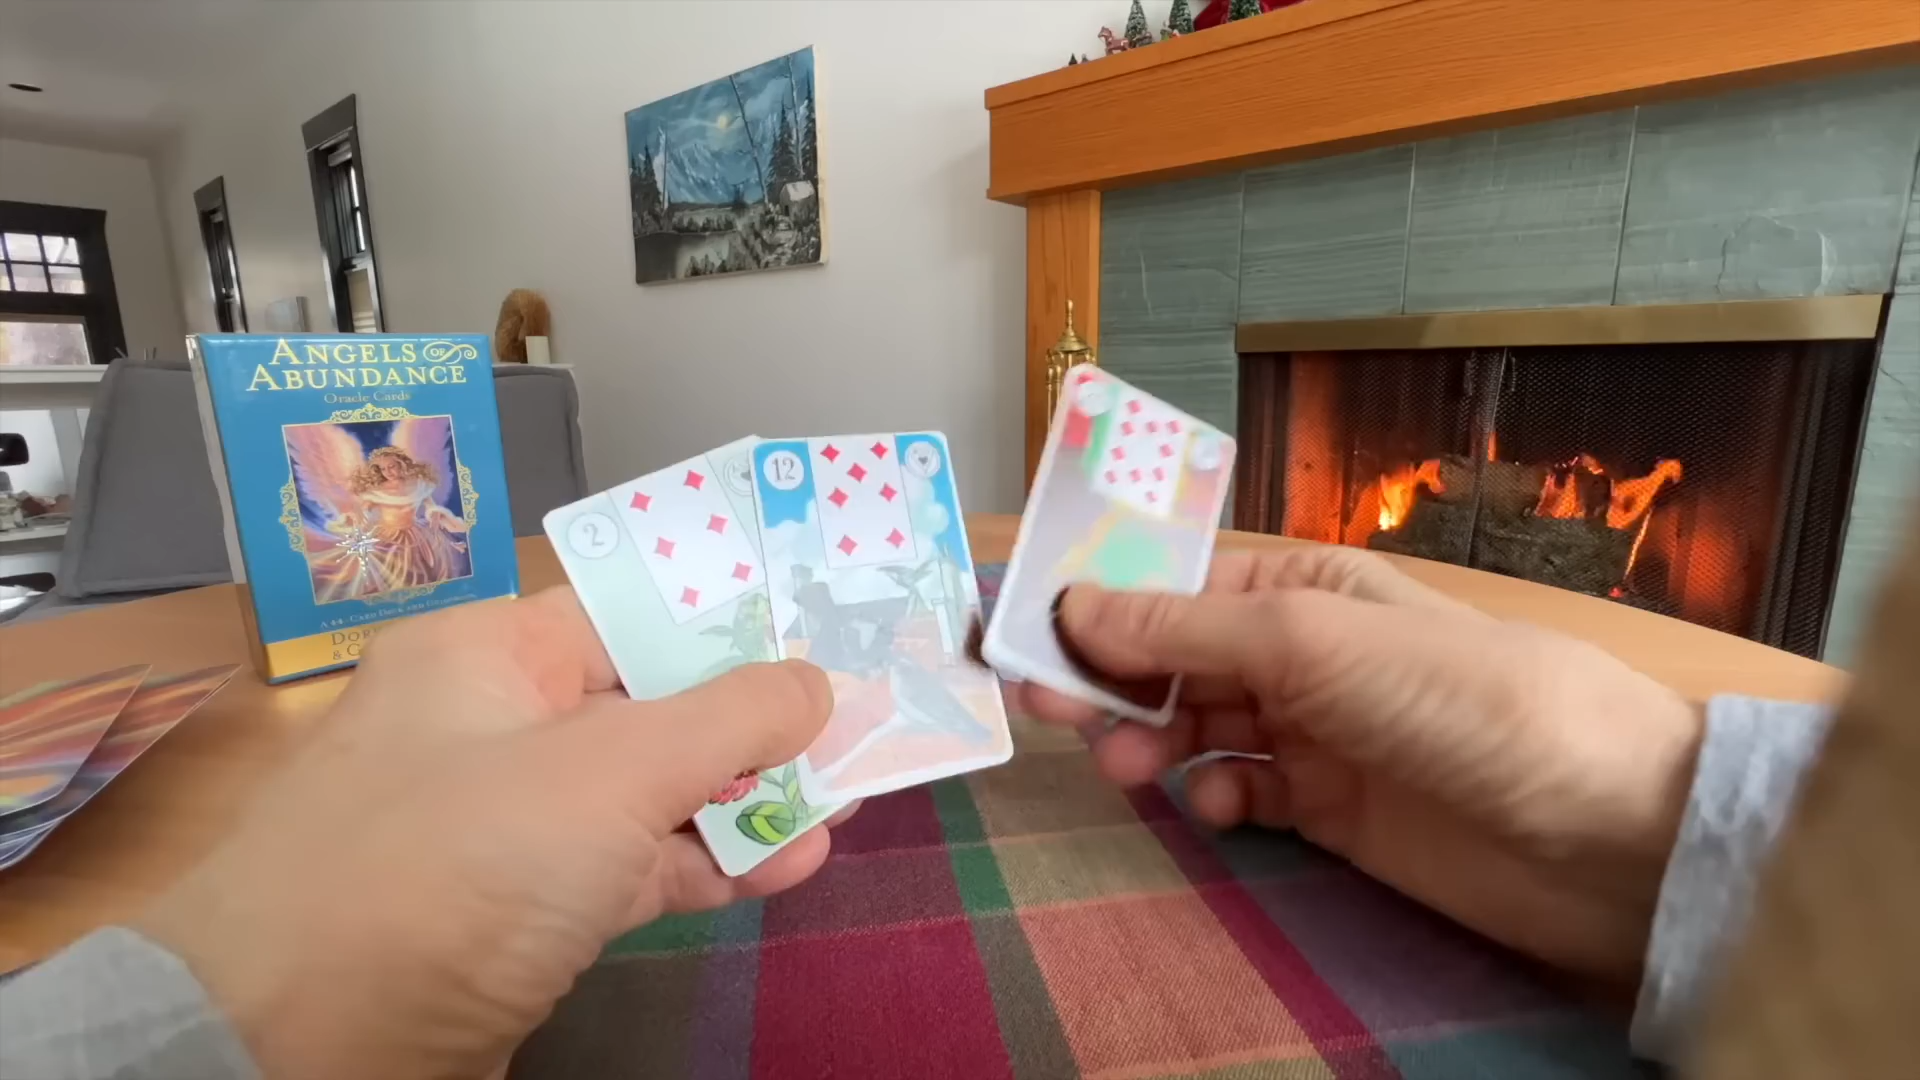 ANGELS OF
ABUNDANCE
Oracle Cards
A 44-CARD DECK AND GUIDEBOOK
2
12